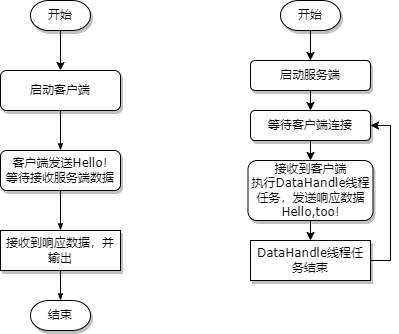 开始
启动客户端
客户端发送Hello!
等待接收服务端数据
接收到响应数据，并
输出
结束
开始
启动服务端
等待客户端连接
接收到客户端
执行DataHandle线程
任务，发送响应数据
Hello,too!
DataHandle线程任
务结束